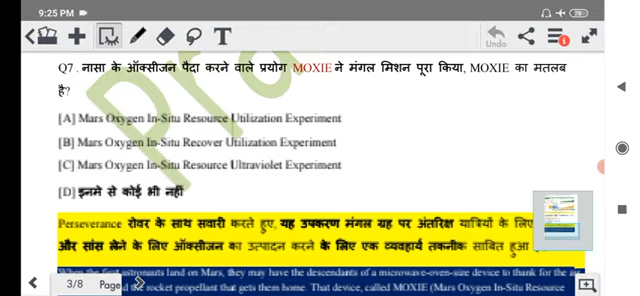 9:25 PM
78
Undo
T
Pro
Q7 . नासा के ऑक्सीजन पैदा करने वाले प्रयोग MOXIE ने मंगल मिशन पूरा किया, MOXIE का मतलब
है?
[A] Mars Oxygen In-Situ Resource Utilization Experiment
[B] Mars Oxygen In-Situ Recover Utilization Experiment
[C] Mars Oxygen In-Situ Resource Ultraviolet Experiment
[D] इनमे से कोई भी नहीं
Perseverance रोवर के साथ सवारी करते हुए, यह उपकरण मंगल ग्रह पर अंतरिक्ष यात्रियों के लिए
और सांस लेने के लिए ऑक्सीजन का उत्पादन करने के लिए एक व्यवहार्य तकनीक साबित हुआ
When the first astronauts land on Mars, they may have the descendants of a microwave-oven-size device to thank for the air
3/8
the rocket propellant that gets them home. That device, called MOXIE (Mars Oxygen In-Situ Resource